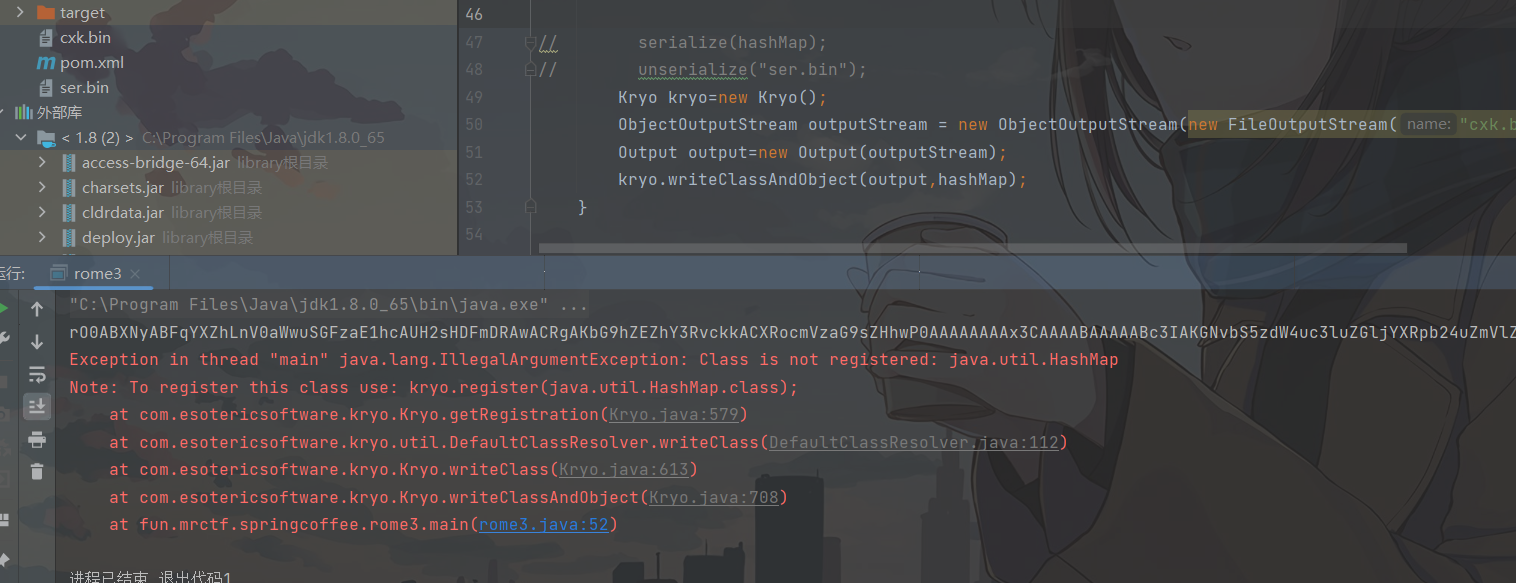 target
cxk.bin
pom.xml
ser.bin
外部库
< 1.8 (2) > C:\Program Files\Java\jdk1.8.0_65
access-bridge-64.jar library根目录
charsets.jar library根目录
cldrdata.jar library根目录
deploy.jar library根目录
46
47 // serialize(hashMap);
48 // unserialize("ser.bin");
49 Kryo kryo=new Kryo();
50 ObjectOutputStream outputStream = new ObjectOutputStream(new FileOutputStream( name: "cxk.b
51 Output output=new Output(outputStream);
52 kryo.writeClassAndObject(output,hashMap);
53 }
54
运行: rome3
"C:\Program Files\Java\jdk1.8.0_65\bin\java.exe" ...
rO0ABXNyABFqYXZhLnV0aWwuSGFzaE1hcAUH2sHDFmDRAwACRgAKbG9hZEZhY3RvckkACXRocmVzaG9sZHhwP0AAAAAAAAx3CAAAABAAAAABc3IAKGNvbS5zdW4uc3luZGljYXRpb24uZmVlZ
Exception in thread "main" java.lang.IllegalArgumentException: Class is not registered: java.util.HashMap
Note: To register this class use: kryo.register(java.util.HashMap.class);
at com.esotericsoftware.kryo.Kryo.getRegistration(Kryo.java:579)
at com.esotericsoftware.kryo.util.DefaultClassResolver.writeClass(DefaultClassResolver.java:112)
at com.esotericsoftware.kryo.Kryo.writeClass(Kryo.java:613)
at com.esotericsoftware.kryo.Kryo.writeClassAndObject(Kryo.java:708)
at fun.mrctf.springcoffee.rome3.main(rome3.java:52)
进程已结束,退出代码1